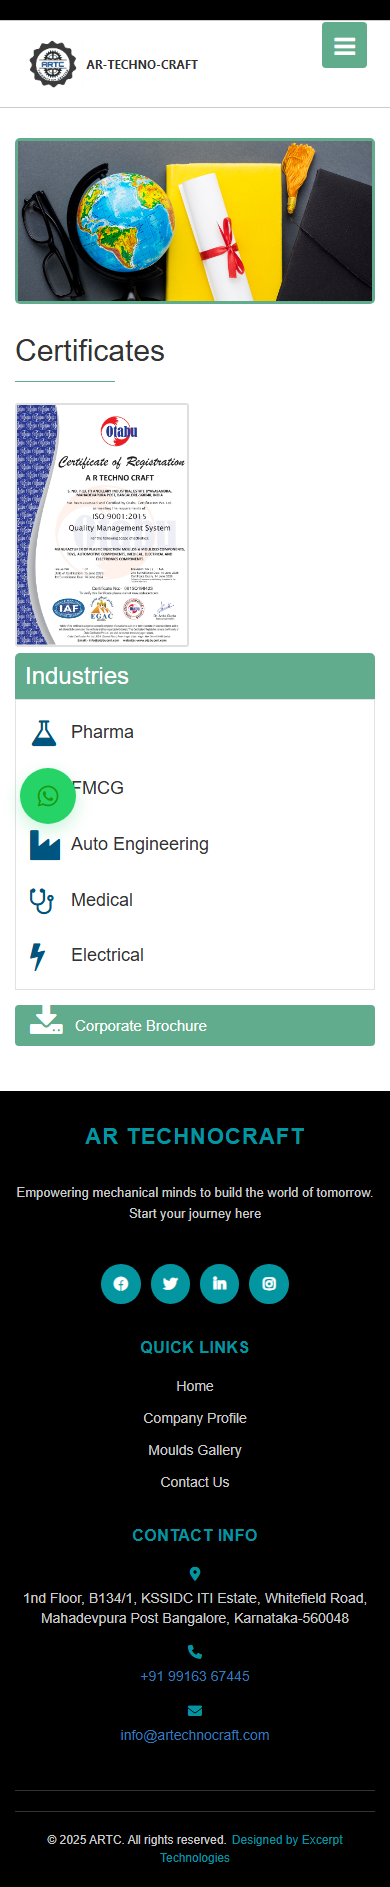 ARTC
AR-TECHNO-CRAFT
Certificates
Otabu
Certificate of Registration
A R TECHNO CRAFT
ISO 9001:2015
Quality Management System
IAF
EGAC
Industries
Pharma
FMCG
Auto Engineering
Medical
Electrical
Corporate Brochure
AR TECHNOCRAFT
Empowering mechanical minds to build the world of tomorrow.
Start your journey here
QUICK LINKS
Home
Company Profile
Moulds Gallery
Contact Us
CONTACT INFO
1nd Floor, B134/1, KSSIDC ITI Estate, Whitefield Road,
Mahadevpura Post Bangalore, Karnataka-560048
+91 99163 67445
info@artechnocraft.com
© 2025 ARTC. All rights reserved. Designed by Excerpt
Technologies